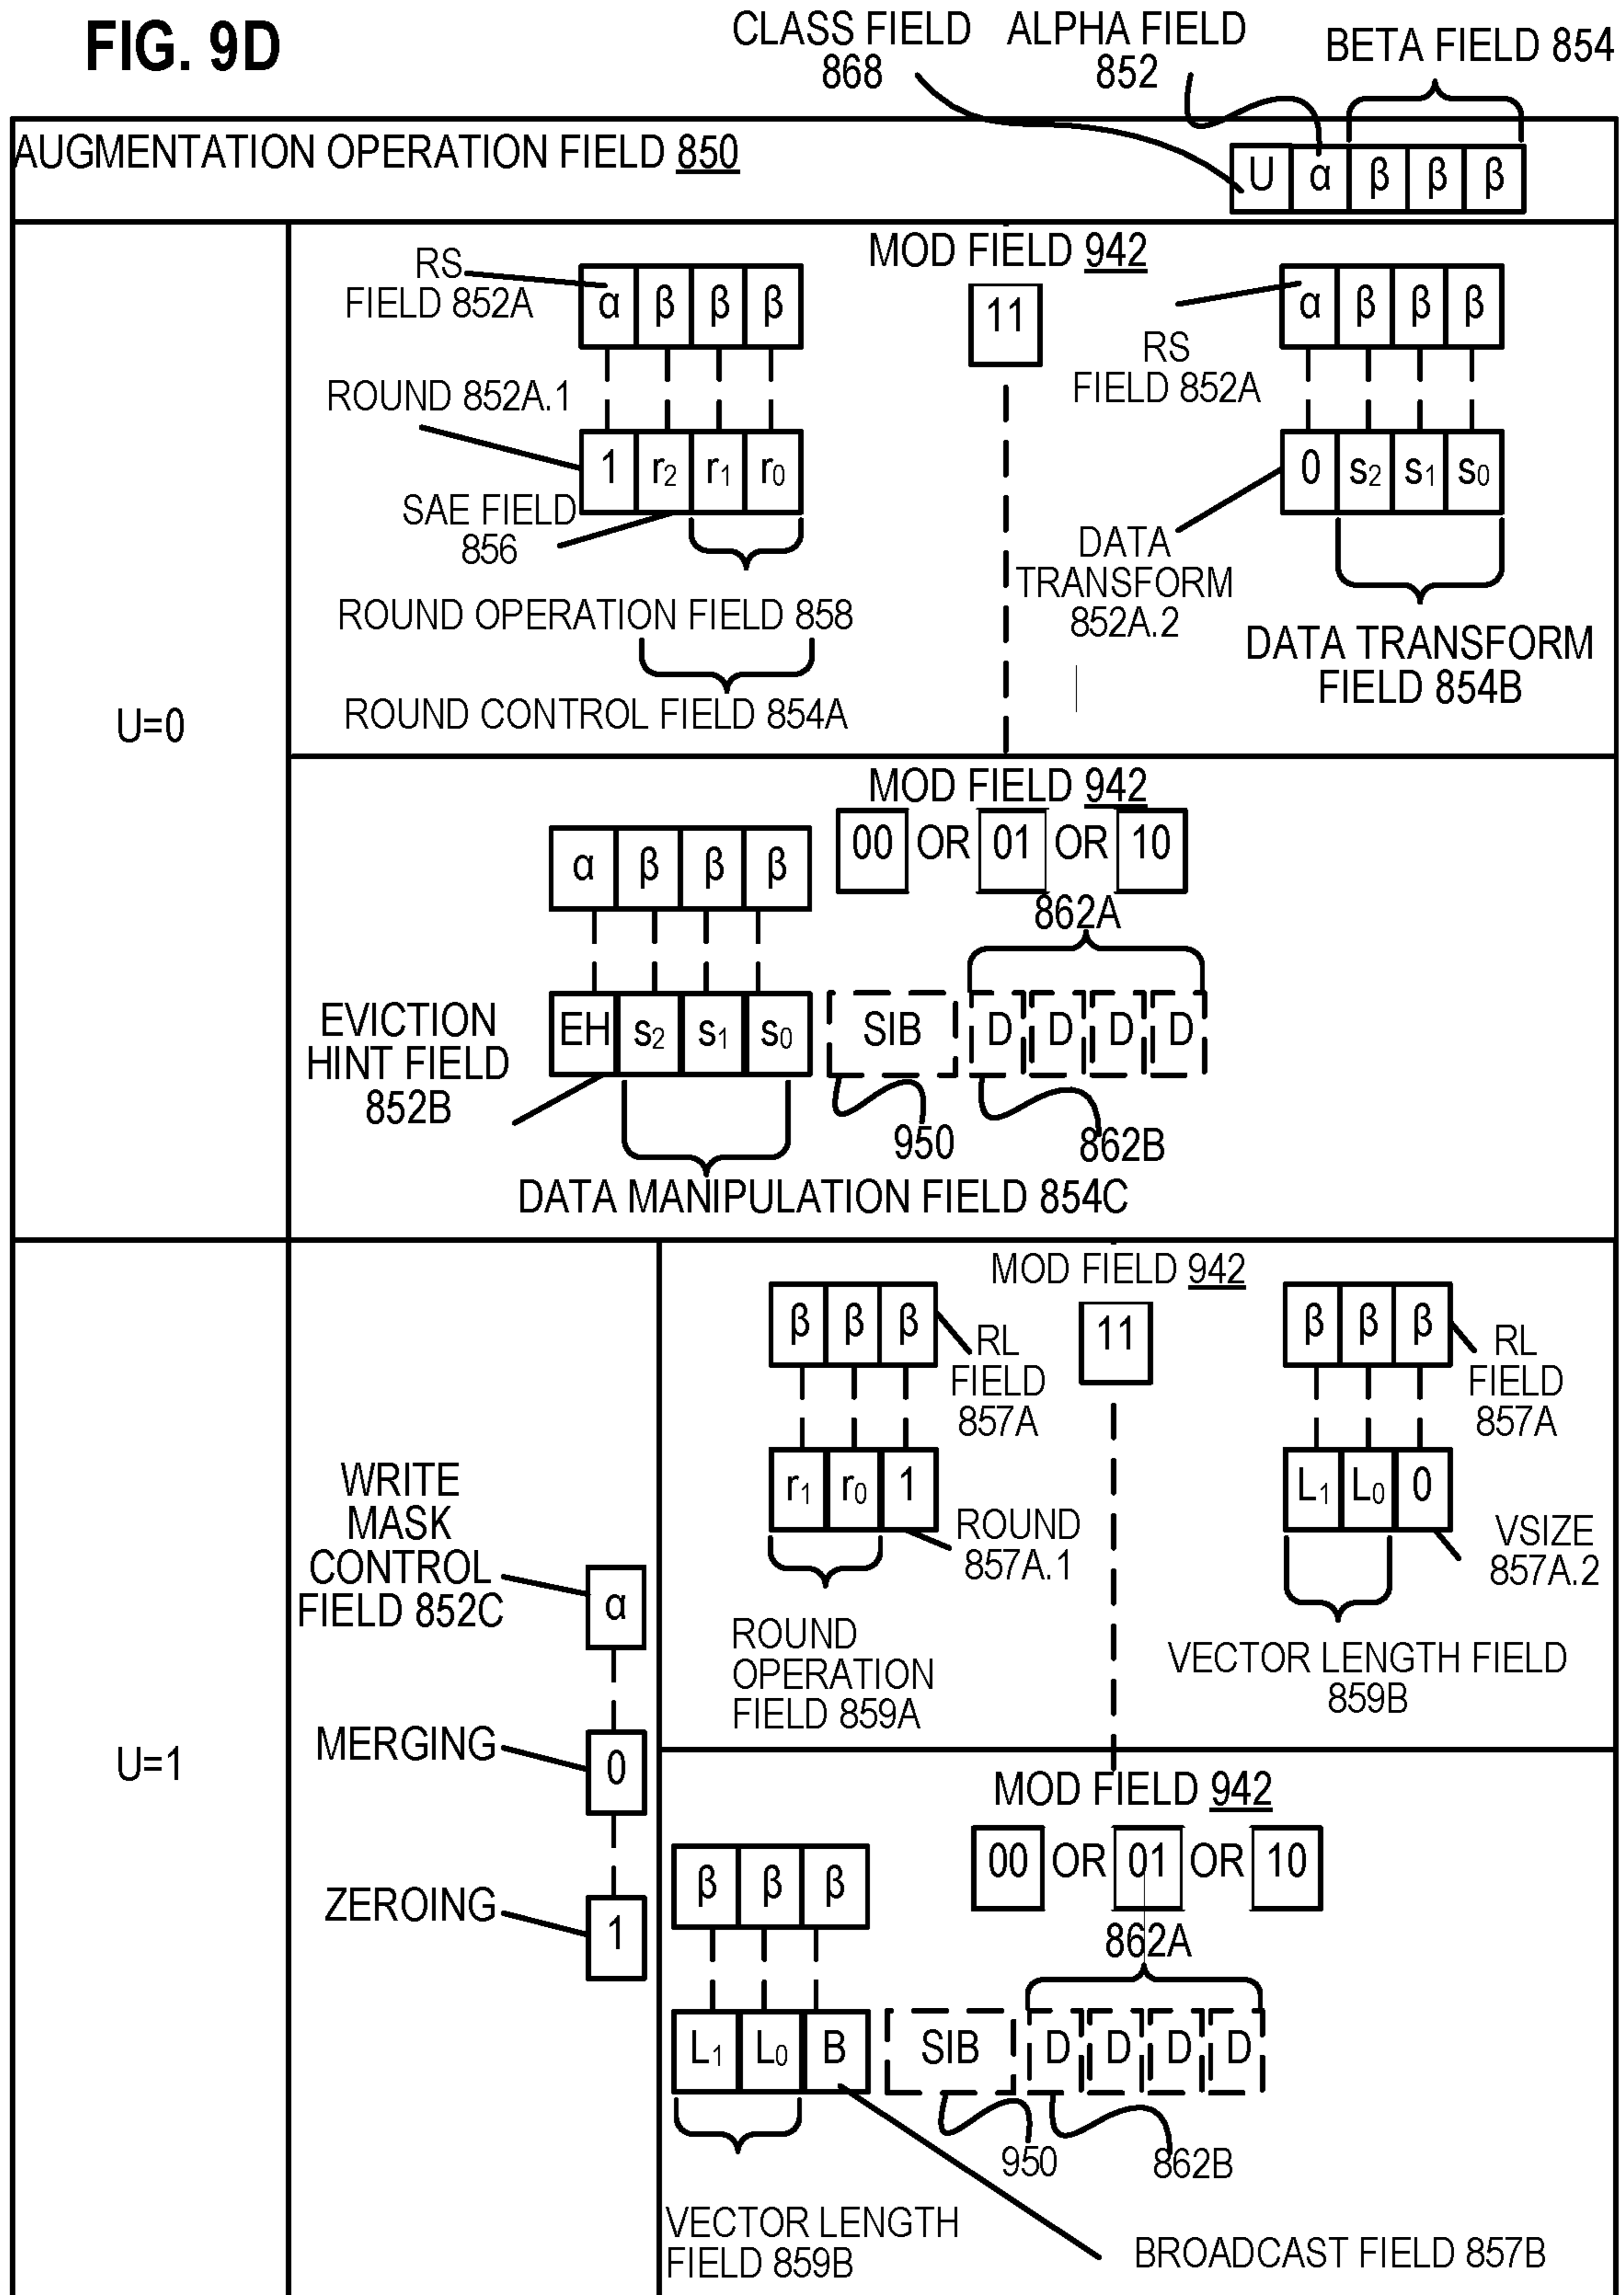 FIG. 9D
CLASS FIELD
868
ALPHA FIELD
852
BETA FIELD 854
AUGMENTATION OPERATION FIELD 850
U α β β β
U=0
MOD FIELD 942
11
RS
FIELD 852A
α β β β
ROUND 852A.1
1 r2 r1 r0
SAE FIELD
856
ROUND OPERATION FIELD 858
ROUND CONTROL FIELD 854A
α β β β
RS
FIELD 852A
0 s2 s1 s0
DATA
TRANSFORM
852A.2
DATA TRANSFORM
FIELD 854B
MOD FIELD 942
00 OR 01 OR 10
α β β β
862A
EVICTION
HINT FIELD
852B
EH s2 s1 s0 SIB D D D D
950
862B
DATA MANIPULATION FIELD 854C
U=1
WRITE
MASK
CONTROL
FIELD 852C
α
MERGING
0
ZEROING
1
MOD FIELD 942
11
β β β
RL
FIELD
857A
r1 r0 1
ROUND
857A.1
ROUND
OPERATION
FIELD 859A
β β β
RL
FIELD
857A
L1 L0 0
VSIZE
857A.2
VECTOR LENGTH FIELD
859B
MOD FIELD 942
00 OR 01 OR 10
β β β
862A
L1 L0 B SIB D D D D
950
862B
VECTOR LENGTH
FIELD 859B
BROADCAST FIELD 857B